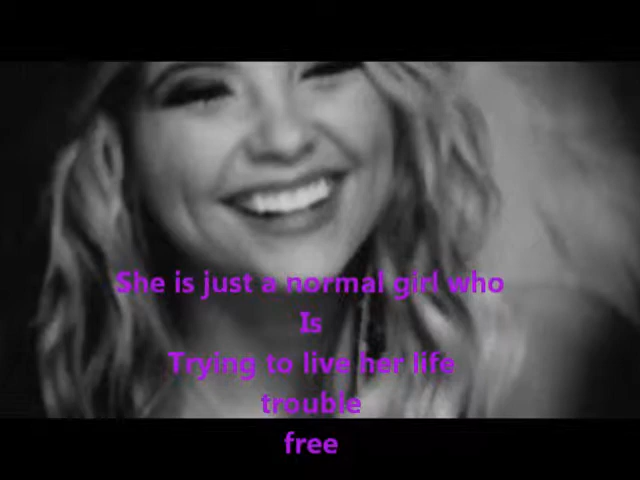 She is just a normal girl who
Is
Trying to live her life
trouble
free